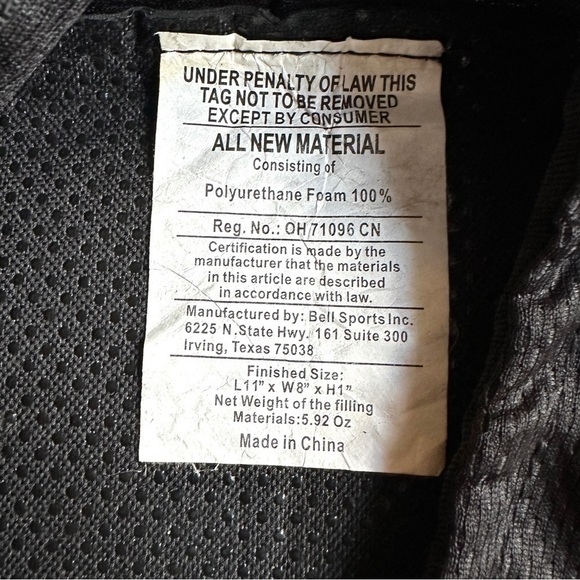 UNDER PENALTY OF LAW THIS
TAG NOT TO BE REMOVED
EXCEPT BY CONSUMER
ALL NEW MATERIAL
Consisting of
Polyurethane Foam 100%
Reg. No.: OH 71096 CN
Certification is made by the
manufacturer that the materials
in this article are described
in accordance with law.
Manufactured by: Bell Sports Inc.
6225 N.State Hwy. 161 Suite 300
Irving, Texas 75038
Finished Size:
L11" x W8" x H1"
Net Weight of the filling
Materials:5.92 Oz
Made in China